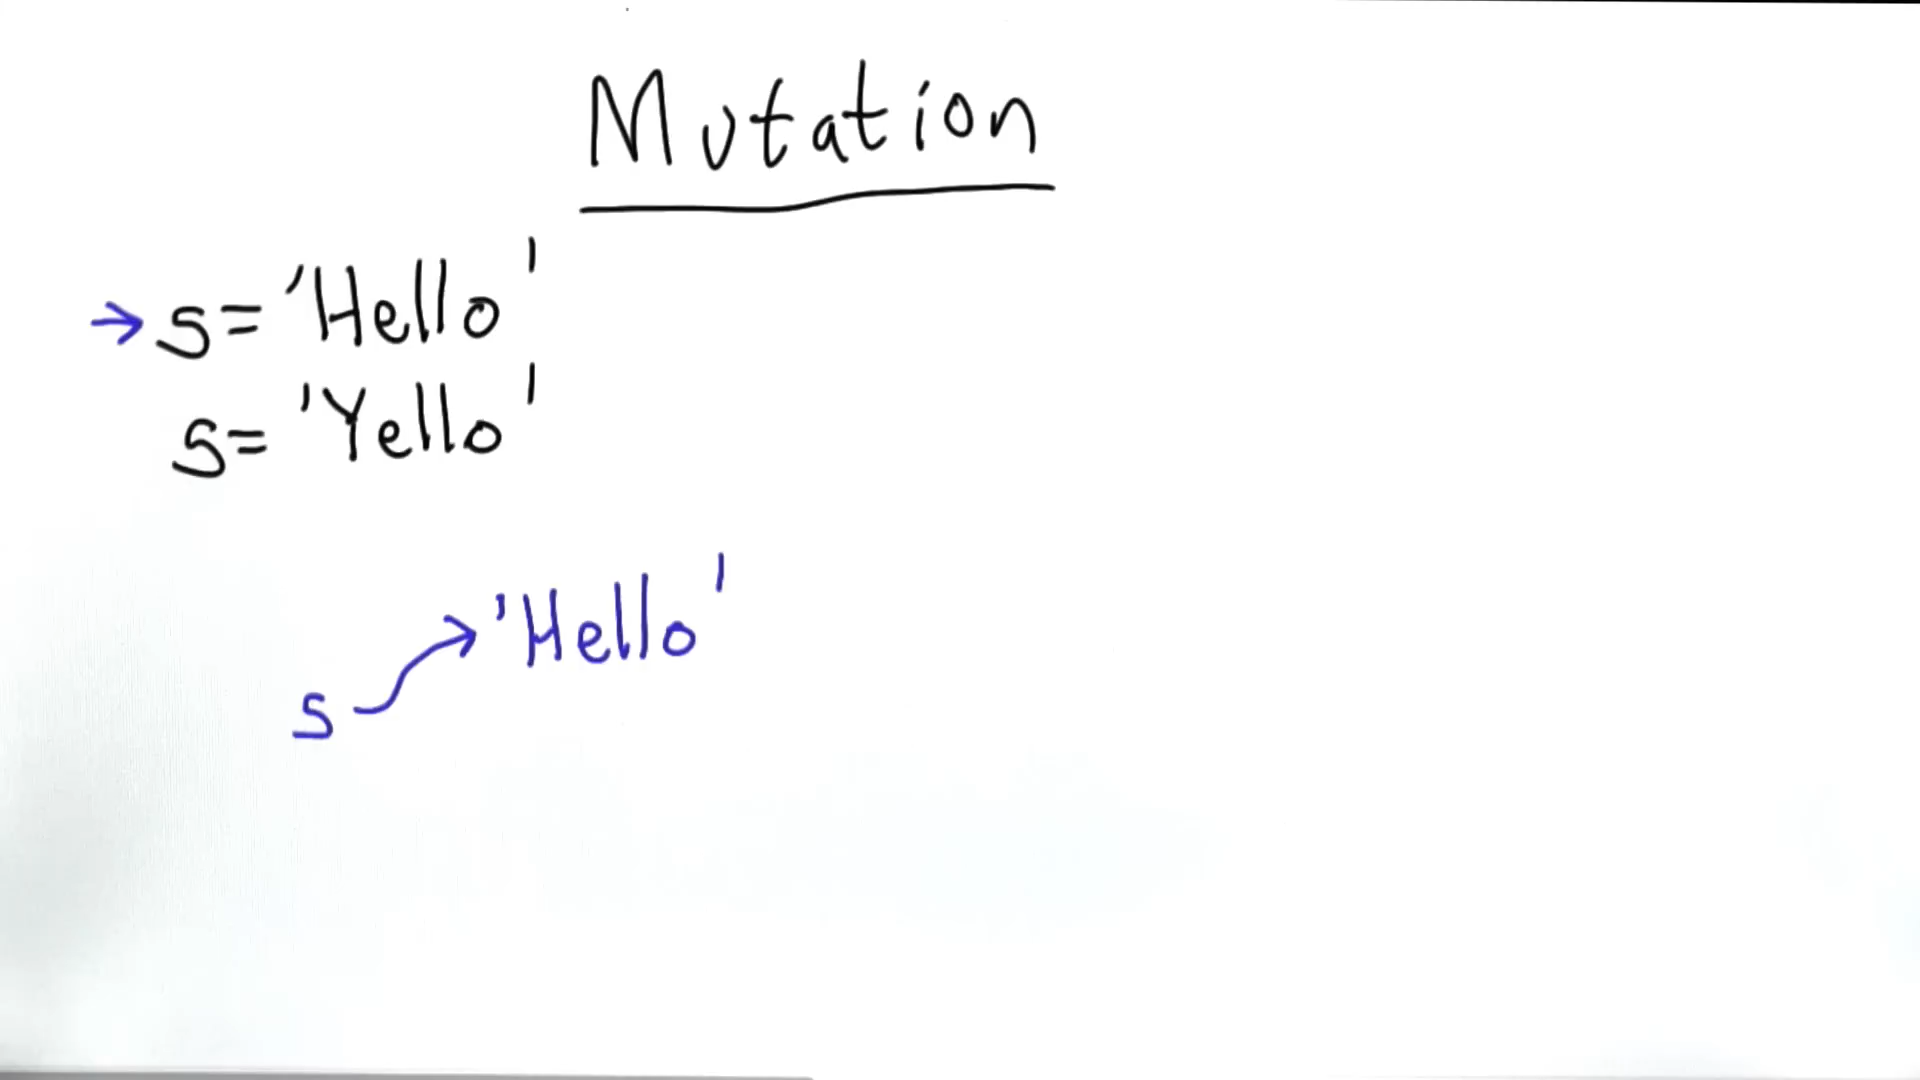 Mutation
→ s = 'Hello'
s = 'Yello'
'Hello'
s